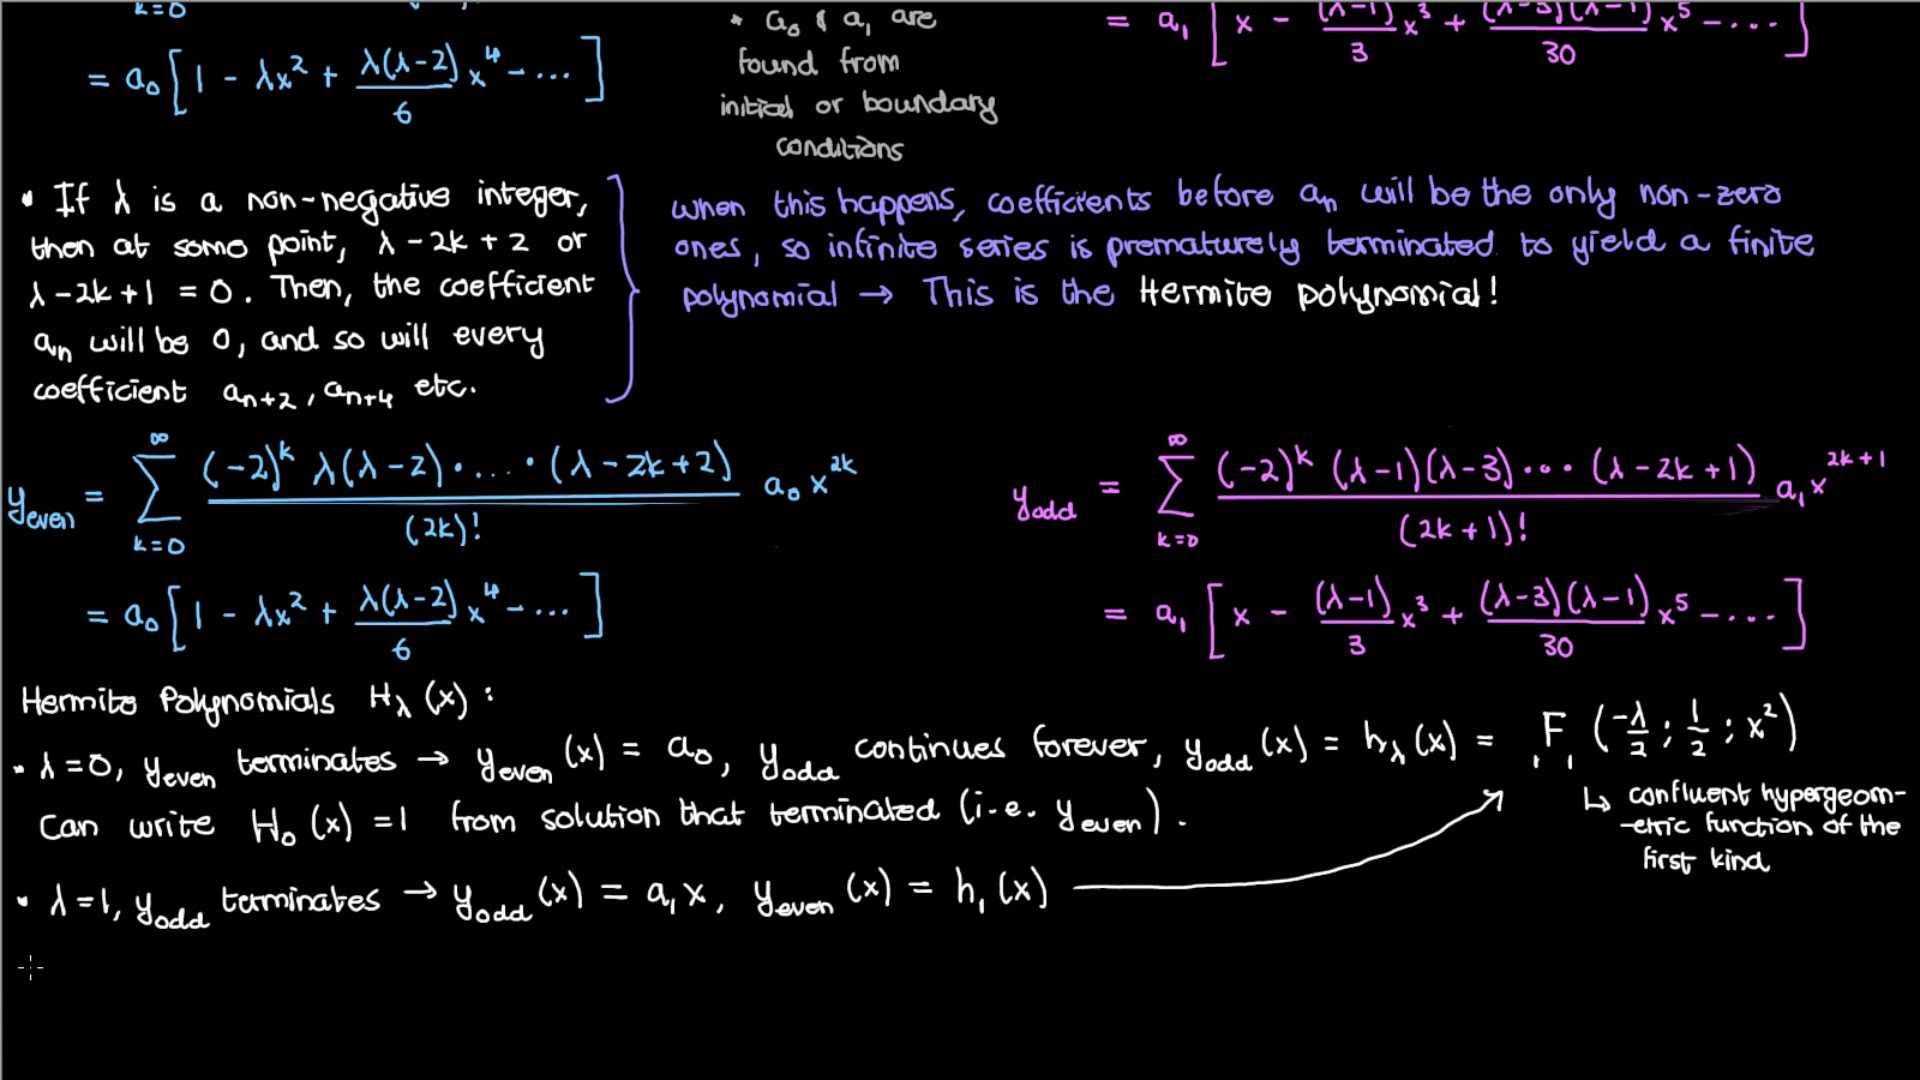 k=0
= a₀ [ 1 - λx² + λ(λ-2)/6 x⁴ - ... ]
* a₀ & a₁ are
found from
initial or boundary
conditions
= a₁ [ x - (λ-1)/3 x³ + (λ-3)(λ-1)/30 x⁵ - ... ]
• If λ is a non-negative integer,
then at some point, λ-2k+2 or
λ-2k+1 = 0. Then, the coefficient
aₙ will be 0, and so will every
coefficient aₙ₊₂, aₙ₊₄ etc.
when this happens, coefficients before aₙ will be the only non-zero
ones, so infinite series is prematurely terminated to yield a finite
polynomial → This is the Hermite polynomial!
y_even = ∑_{k=0}^{∞} (-2)^k λ(λ-2)·...·(λ-2k+2) / (2k)! a₀x^{2k}
= a₀ [ 1 - λx² + λ(λ-2)/6 x⁴ - ... ]
y_odd = ∑_{k=0}^{∞} (-2)^k (λ-1)(λ-3)···(λ-2k+1) / (2k+1)! a₁x^{2k+1}
= a₁ [ x - (λ-1)/3 x³ + (λ-3)(λ-1)/30 x⁵ - ... ]
Hermite Polynomials H_λ(x):
• λ=0, y_even terminates → y_even(x) = a₀, y_odd continues forever, y_odd(x) = h_λ(x) = ₁F₁(-λ/2; 1/2; x²)
Can write H₀(x) = 1 from solution that terminated (i.e. y_even).
↳ confluent hypergeom-
-etric function of the
first kind
• λ=1, y_odd terminates → y_odd(x) = a₁x, y_even(x) = h₁(x)